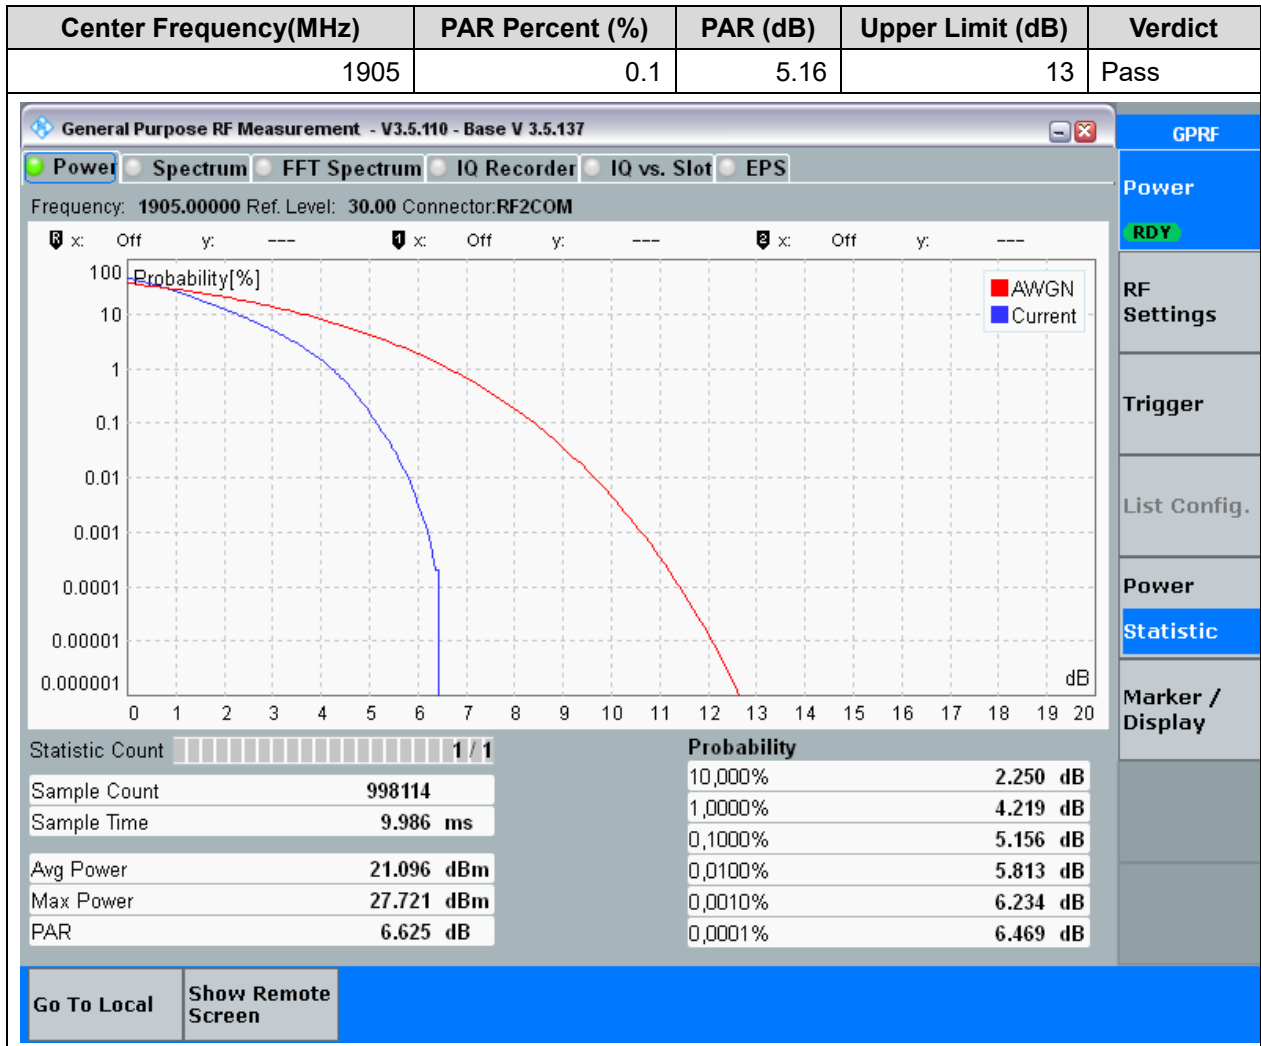 Center Frequency(MHz) PAR Percent (%) PAR (dB) Upper Limit (dB) Verdict
1905 0.1 5.16 13 Pass
General Purpose RF Measurement - V3.5.110 - Base V 3.5.137
GPRF
Power Spectrum FFT Spectrum IQ Recorder IQ vs. Slot EPS
Power
RDY
Frequency: 1905.00000 Ref. Level: 30.00 Connector:RF2COM
R x: Off y: --- 1 x: Off y: --- 2 x: Off y: ---
Probability[%]
AWGN
Current
100
10
1
0.1
0.01
0.001
0.0001
0.00001
0.000001
dB
0 1 2 3 4 5 6 7 8 9 10 11 12 13 14 15 16 17 18 19 20
RF
Settings
Trigger
List Config.
Power
Statistic
Marker /
Display
Statistic Count 1 / 1
Sample Count 998114
Sample Time 9.986 ms
Avg Power 21.096 dBm
Max Power 27.721 dBm
PAR 6.625 dB
Probability
10,000% 2.250 dB
1,0000% 4.219 dB
0,1000% 5.156 dB
0,0100% 5.813 dB
0,0010% 6.234 dB
0,0001% 6.469 dB
Go To Local
Show Remote
Screen